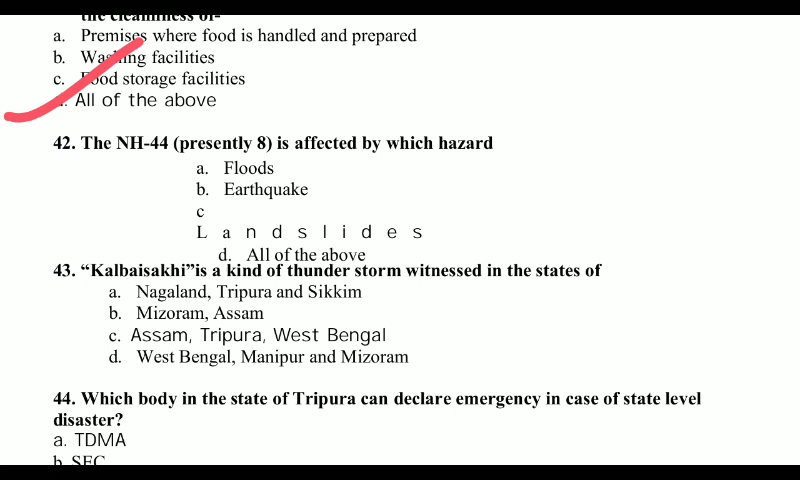 the cleanliness of-
a. Premises where food is handled and prepared
b. Washing facilities
c. Food storage facilities
d. All of the above
42. The NH-44 (presently 8) is affected by which hazard
a. Floods
b. Earthquake
c
L a n d s l i d e s
d. All of the above
43. “Kalbaisakhi”is a kind of thunder storm witnessed in the states of
a. Nagaland, Tripura and Sikkim
b. Mizoram, Assam
c. Assam, Tripura, West Bengal
d. West Bengal, Manipur and Mizoram
44. Which body in the state of Tripura can declare emergency in case of state level
disaster?
a. TDMA
b. SEC